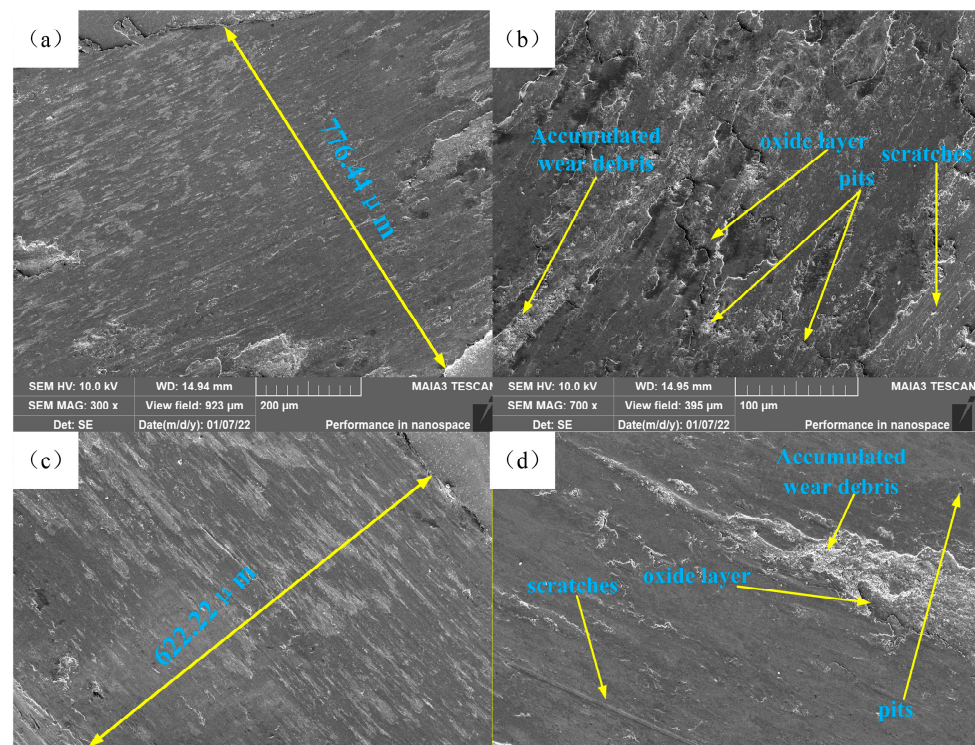 （a）
776.44μm
SEM HV: 10.0 kV WD: 14.94 mm MAIA3 TESCAN
SEM MAG: 300 x View field: 923 μm 200 μm
Det: SE Date(m/d/y): 01/07/22 Performance in nanospace
（b）
Accumulated
wear debris
oxide layer
pits
scratches
SEM HV: 10.0 kV WD: 14.95 mm MAIA3 TESCAN
SEM MAG: 700 x View field: 395 μm 100 μm
Det: SE Date(m/d/y): 01/07/22 Performance in nanospace
（c）
622.22μm
（d）
Accumulated
wear debris
oxide layer
scratches
pits